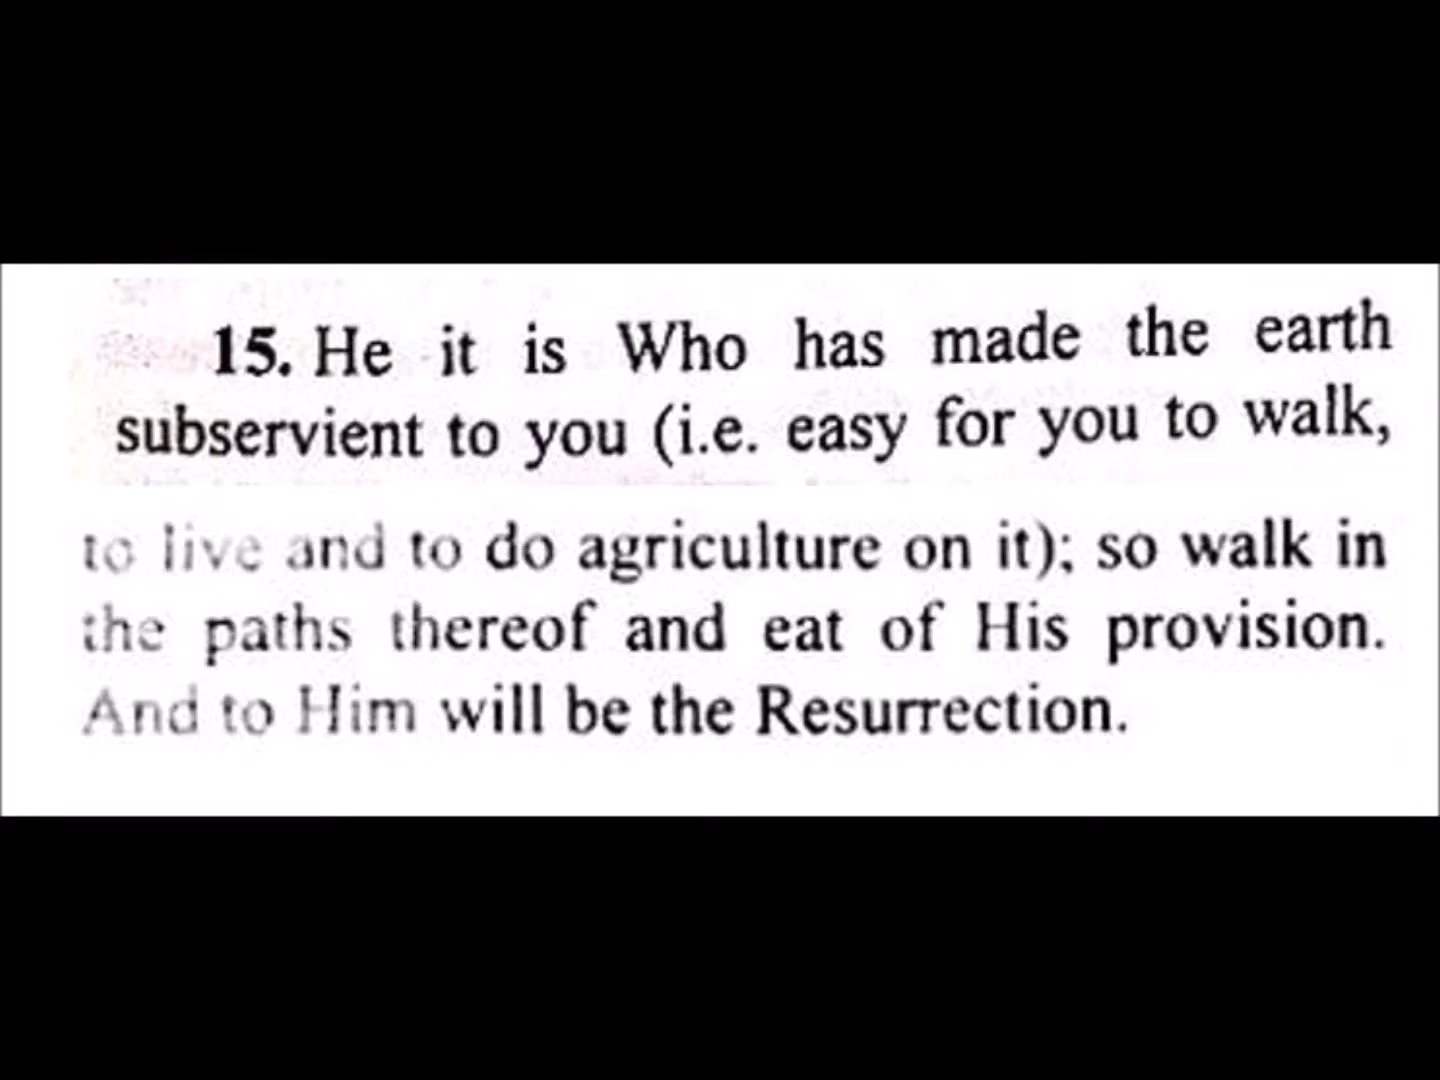 15. He it is Who has made the earth
subservient to you (i.e. easy for you to walk,
to live and to do agriculture on it); so walk in
the paths thereof and eat of His provision.
And to Him will be the Resurrection.